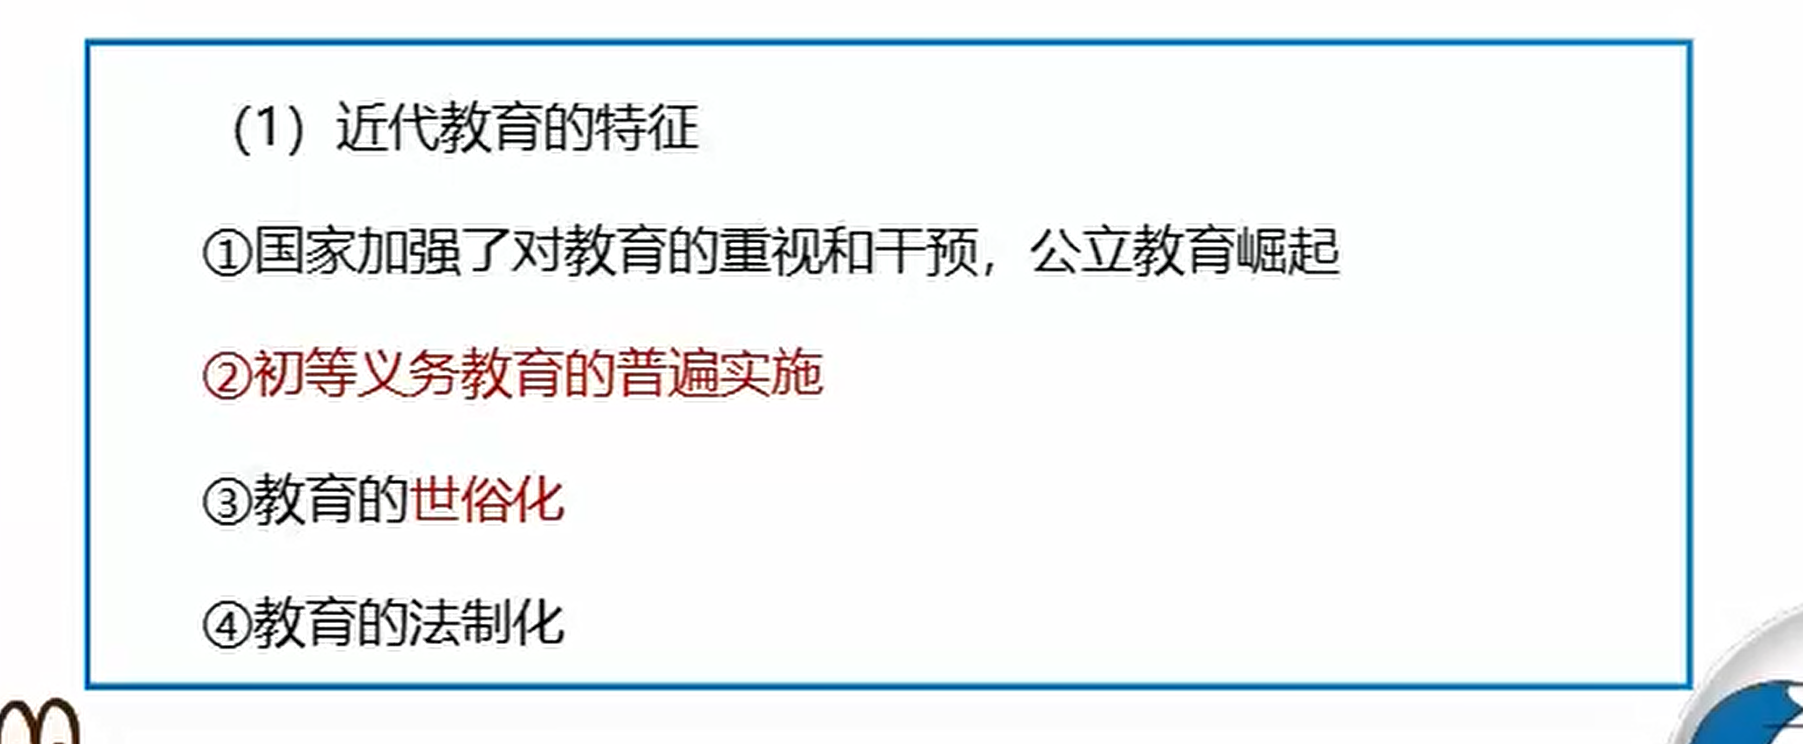 （1）近代教育的特征
①国家加强了对教育的重视和干预，公立教育崛起
②初等义务教育的普遍实施
③教育的世俗化
④教育的法制化